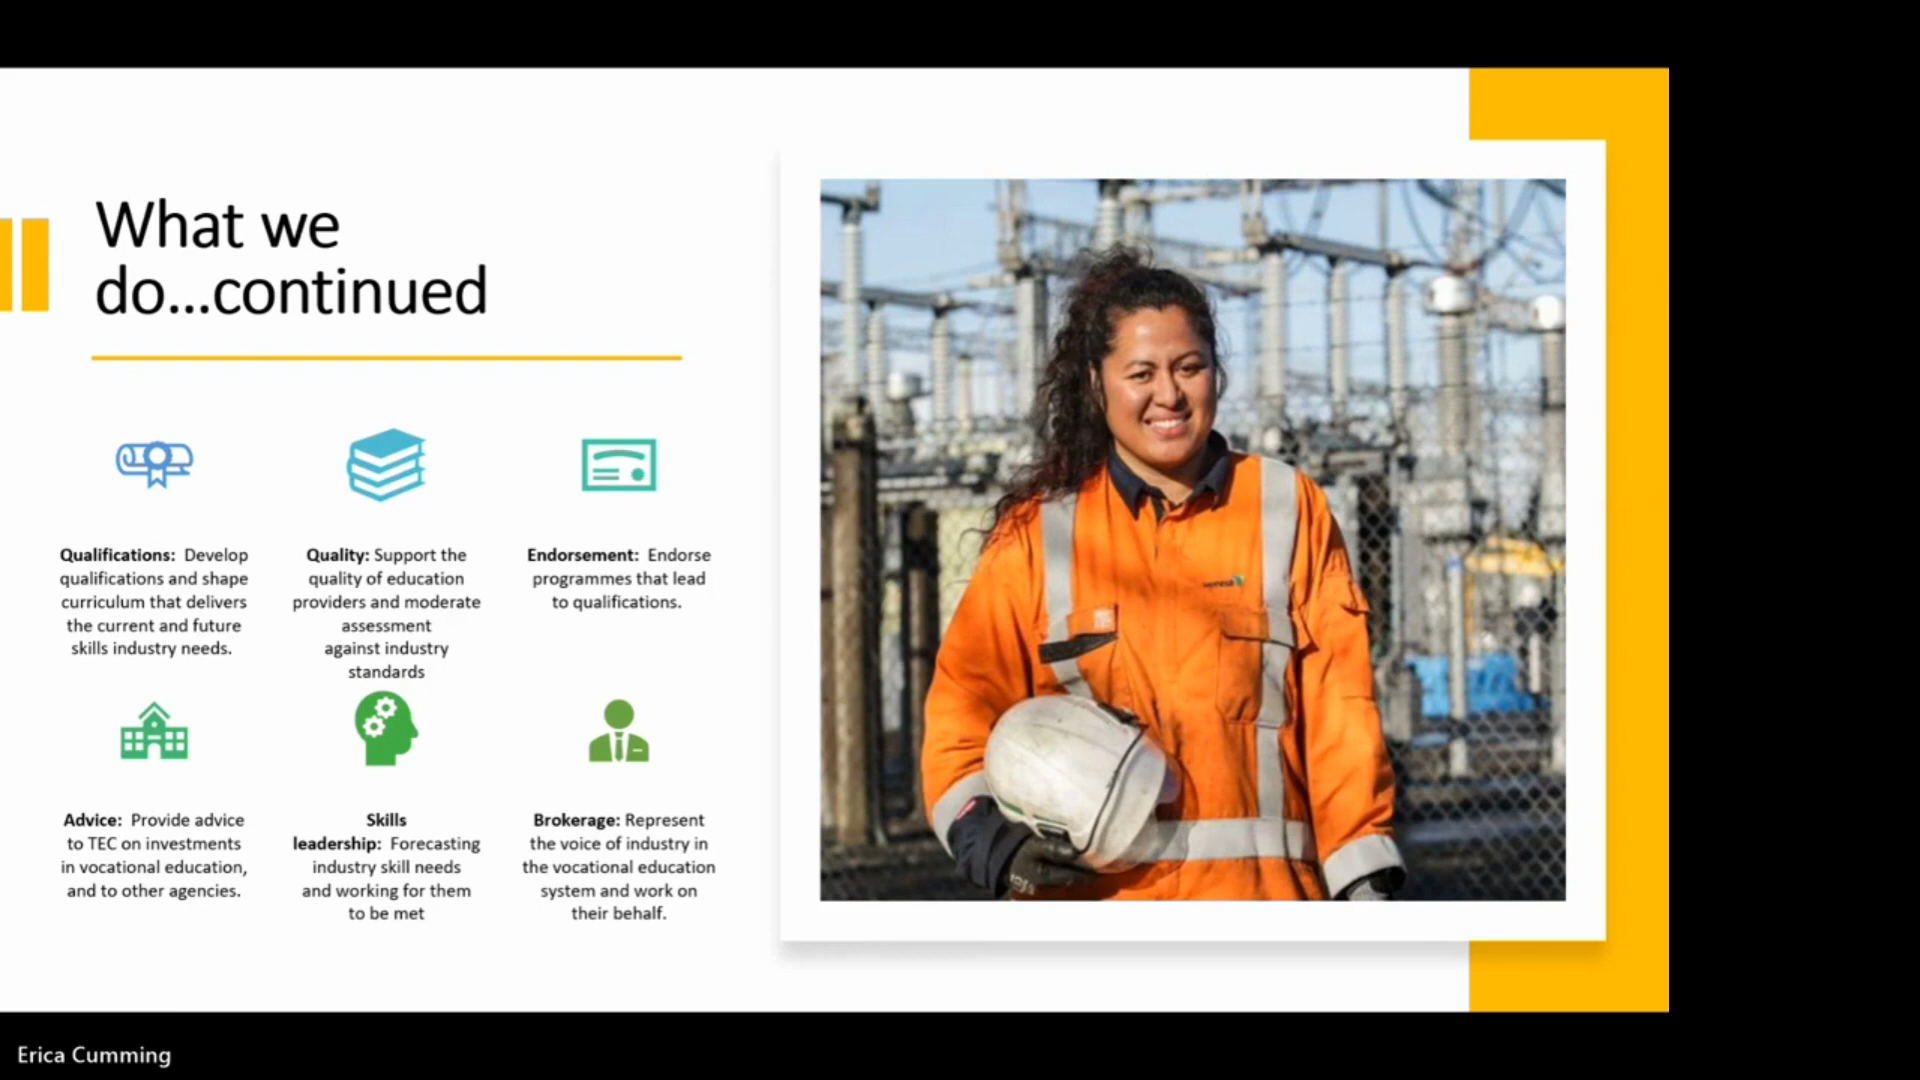 What we
do...continued
Qualifications: Develop
qualifications and shape
curriculum that delivers
the current and future
skills industry needs.
Quality: Support the
quality of education
providers and moderate
assessment
against industry
standards
Endorsement: Endorse
programmes that lead
to qualifications.
Advice: Provide advice
to TEC on investments
in vocational education,
and to other agencies.
Skills
leadership: Forecasting
industry skill needs
and working for them
to be met
Brokerage: Represent
the voice of industry in
the vocational education
system and work on
their behalf.
Erica Cumming